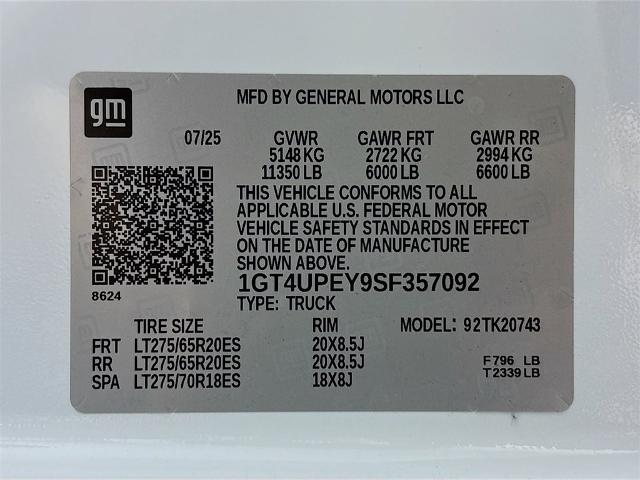 gm
MFD BY GENERAL MOTORS LLC
07/25 GVWR GAWR FRT GAWR RR
5148 KG 2722 KG 2994 KG
11350 LB 6000 LB 6600 LB
THIS VEHICLE CONFORMS TO ALL
APPLICABLE U.S. FEDERAL MOTOR
VEHICLE SAFETY STANDARDS IN EFFECT
ON THE DATE OF MANUFACTURE
SHOWN ABOVE.
8624
1GT4UPEY9SF357092
TYPE: TRUCK
TIRE SIZE RIM MODEL: 92TK20743
FRT LT275/65R20ES 20X8.5J
RR LT275/65R20ES 20X8.5J F796 LB
SPA LT275/70R18ES 18X8J T2339 LB